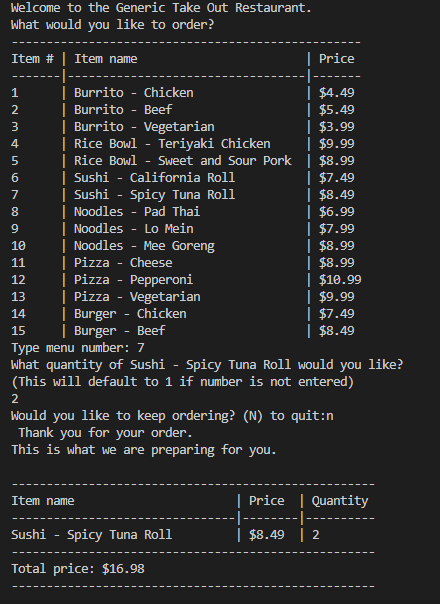 Welcome to the Generic Take Out Restaurant.
What would you like to order?
--------------------------------------------------
Item # | Item name                        | Price
-------|----------------------------------|-------
1      | Burrito - Chicken                | $4.49
2      | Burrito - Beef                   | $5.49
3      | Burrito - Vegetarian             | $3.99
4      | Rice Bowl - Teriyaki Chicken     | $9.99
5      | Rice Bowl - Sweet and Sour Pork  | $8.99
6      | Sushi - California Roll          | $7.49
7      | Sushi - Spicy Tuna Roll          | $8.49
8      | Noodles - Pad Thai               | $6.99
9      | Noodles - Lo Mein                | $7.99
10     | Noodles - Mee Goreng             | $8.99
11     | Pizza - Cheese                   | $8.99
12     | Pizza - Pepperoni                | $10.99
13     | Pizza - Vegetarian               | $9.99
14     | Burger - Chicken                 | $7.49
15     | Burger - Beef                    | $8.49
Type menu number: 7
What quantity of Sushi - Spicy Tuna Roll would you like?
(This will default to 1 if number is not entered)
2
Would you like to keep ordering? (N) to quit:n
 Thank you for your order.
This is what we are preparing for you.

----------------------------------------------------
Item name                       | Price  | Quantity
--------------------------------|--------|----------
Sushi - Spicy Tuna Roll         | $8.49  | 2
----------------------------------------------------
Total price: $16.98
----------------------------------------------------